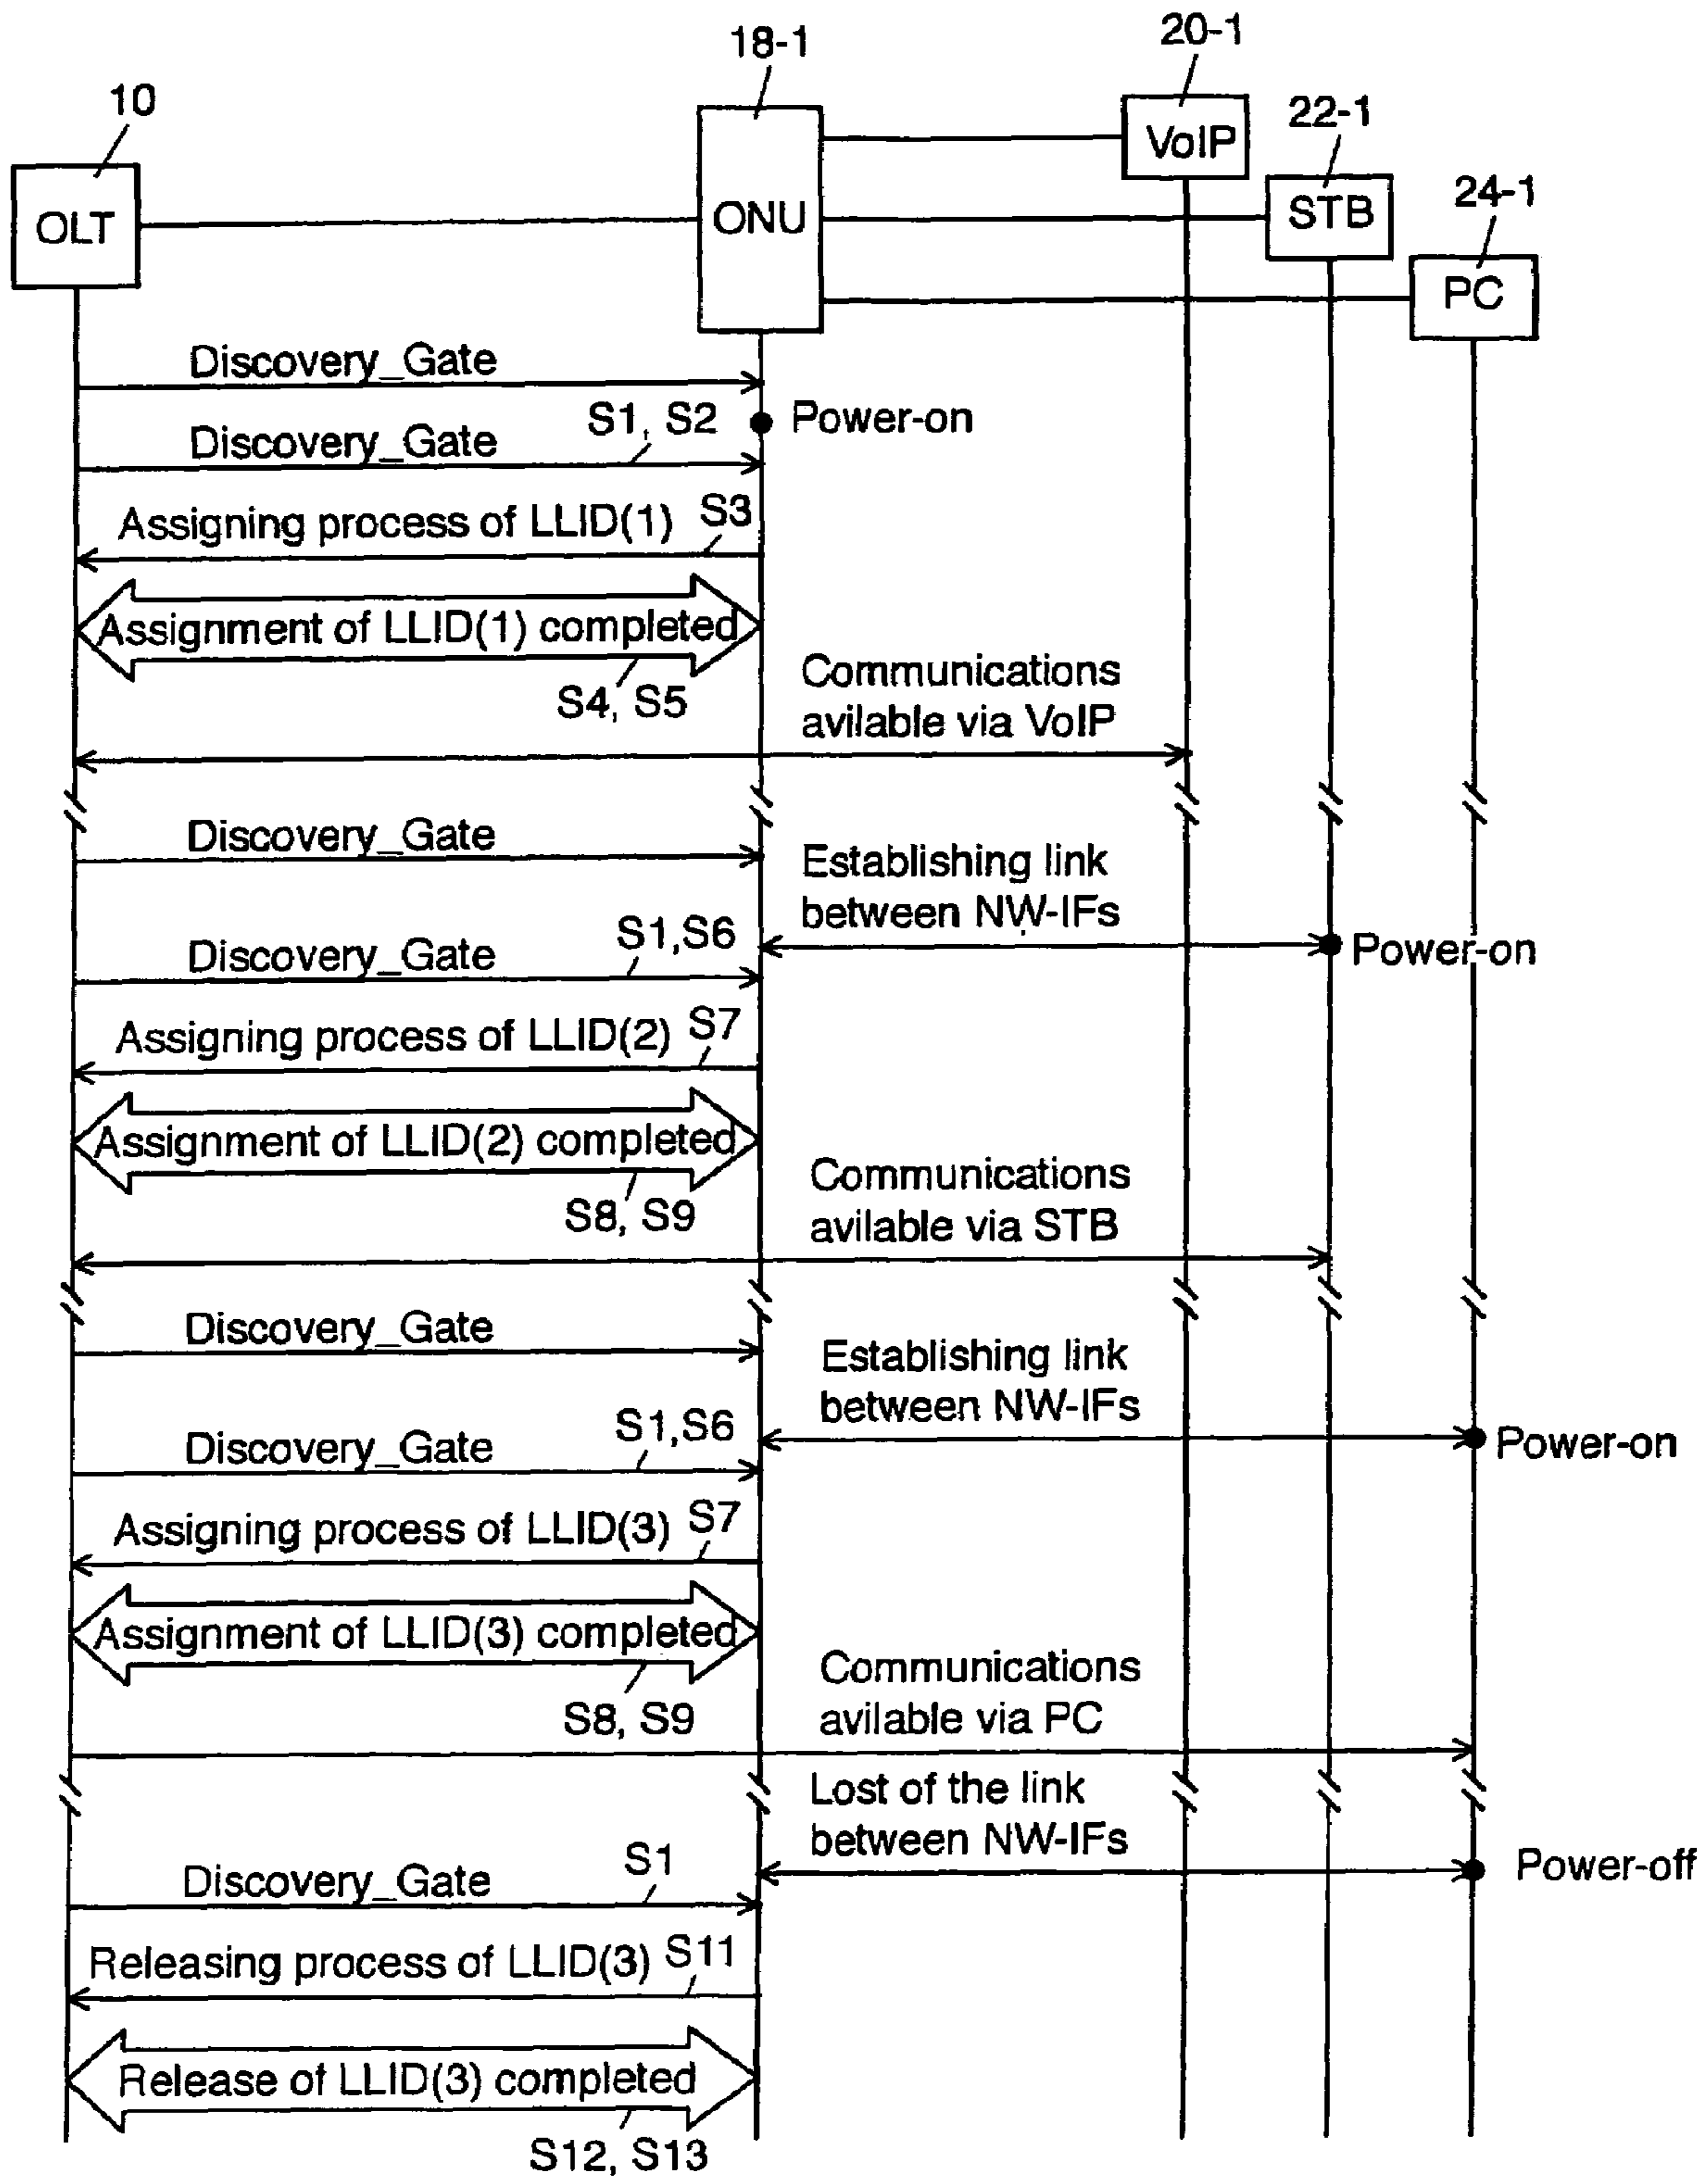 18-1
20-1
10
22-1
VoIP
24-1
OLT
ONU
STB
PC
Discovery_Gate
S1, S2
Power-on
Discovery_Gate
Assigning process of LLID(1)
S3
Assignment of LLID(1) completed
S4, S5
Communications
avilable via VoIP
Discovery_Gate
Establishing link
between NW-IFs
S1,S6
Discovery_Gate
Power-on
Assigning process of LLID(2)
S7
Assignment of LLID(2) completed
S8, S9
Communications
avilable via STB
Discovery_Gate
Establishing link
between NW-IFs
S1,S6
Discovery_Gate
Power-on
Assigning process of LLID(3)
S7
Assignment of LLID(3) completed
S8, S9
Communications
avilable via PC
Lost of the link
between NW-IFs
S1
Discovery_Gate
Power-off
Releasing process of LLID(3)
S11
Release of LLID(3) completed
S12, S13